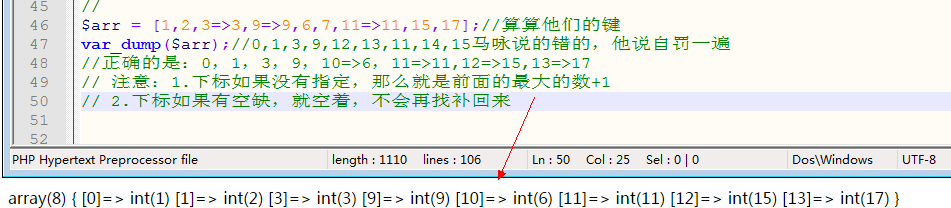 45 //
46 $arr = [1,2,3=>3,9=>9,6,7,11=>11,15,17];//算算他们的键
47 var_dump($arr);//0,1,3,9,12,13,11,14,15马咏说的错的，他说自罚一遍
48 //正确的是：0，1，3，9，10=>6，11=>11,12=>15,13=>17
49 // 注意：1.下标如果没有指定，那么就是前面的最大的数+1
50 // 2.下标如果有空缺，就空着，不会再找补回来
51
52
PHP Hypertext Preprocessor file length : 1110 lines : 106 Ln : 50 Col : 25 Sel : 0 | 0 Dos\Windows UTF-8
array(8) { [0]=> int(1) [1]=> int(2) [3]=> int(3) [9]=> int(9) [10]=> int(6) [11]=> int(11) [12]=> int(15) [13]=> int(17) }